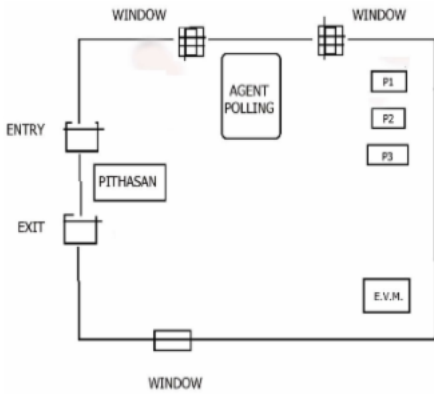 WINDOW
WINDOW
AGENT
POLLING
P1
P2
P3
ENTRY
PITHASAN
EXIT
E.V.M.
WINDOW